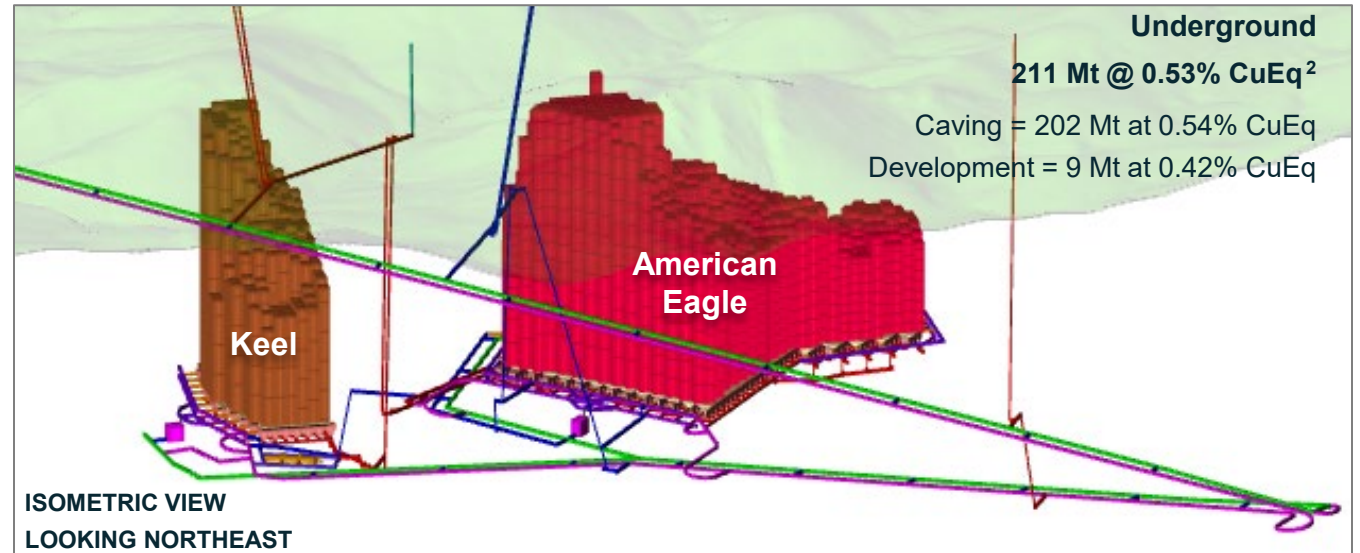 Underground
211 Mt @ 0.53% CuEq²
Caving = 202 Mt at 0.54% CuEq
Development = 9 Mt at 0.42% CuEq
American
Eagle
Keel
ISOMETRIC VIEW
LOOKING NORTHEAST